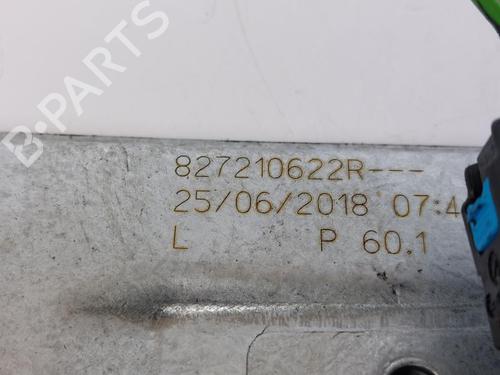 827210622R---
25/06/2018 07:4
L P 60.1
B-PARTS